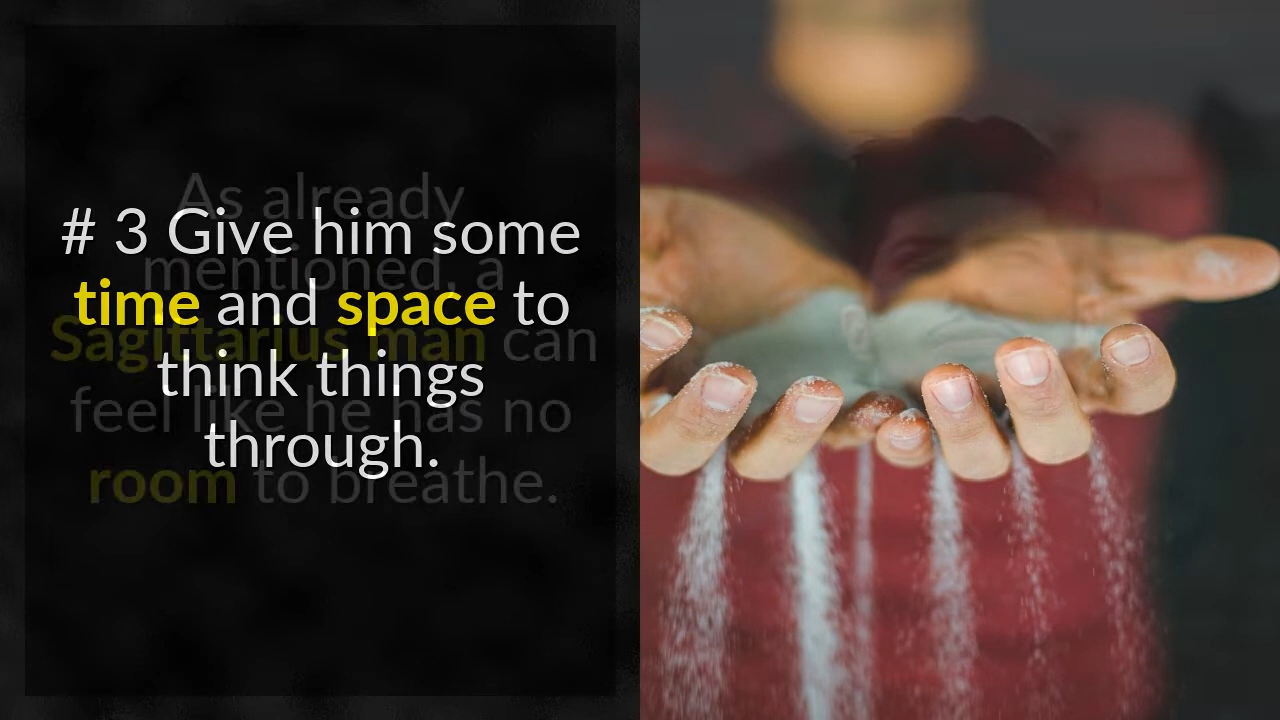 # 3 Give him some
time and space to
think things
through.
As already
mentioned, a
Sagittarius man can
feel like he has no
room to breathe.